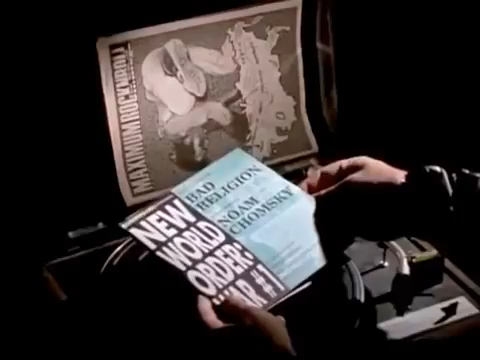 MAXIMUMROCKNROLL
BAD
RELIGION
NOAM
CHOMSKY
NEW
WORLD
ORDER:
WAR #1